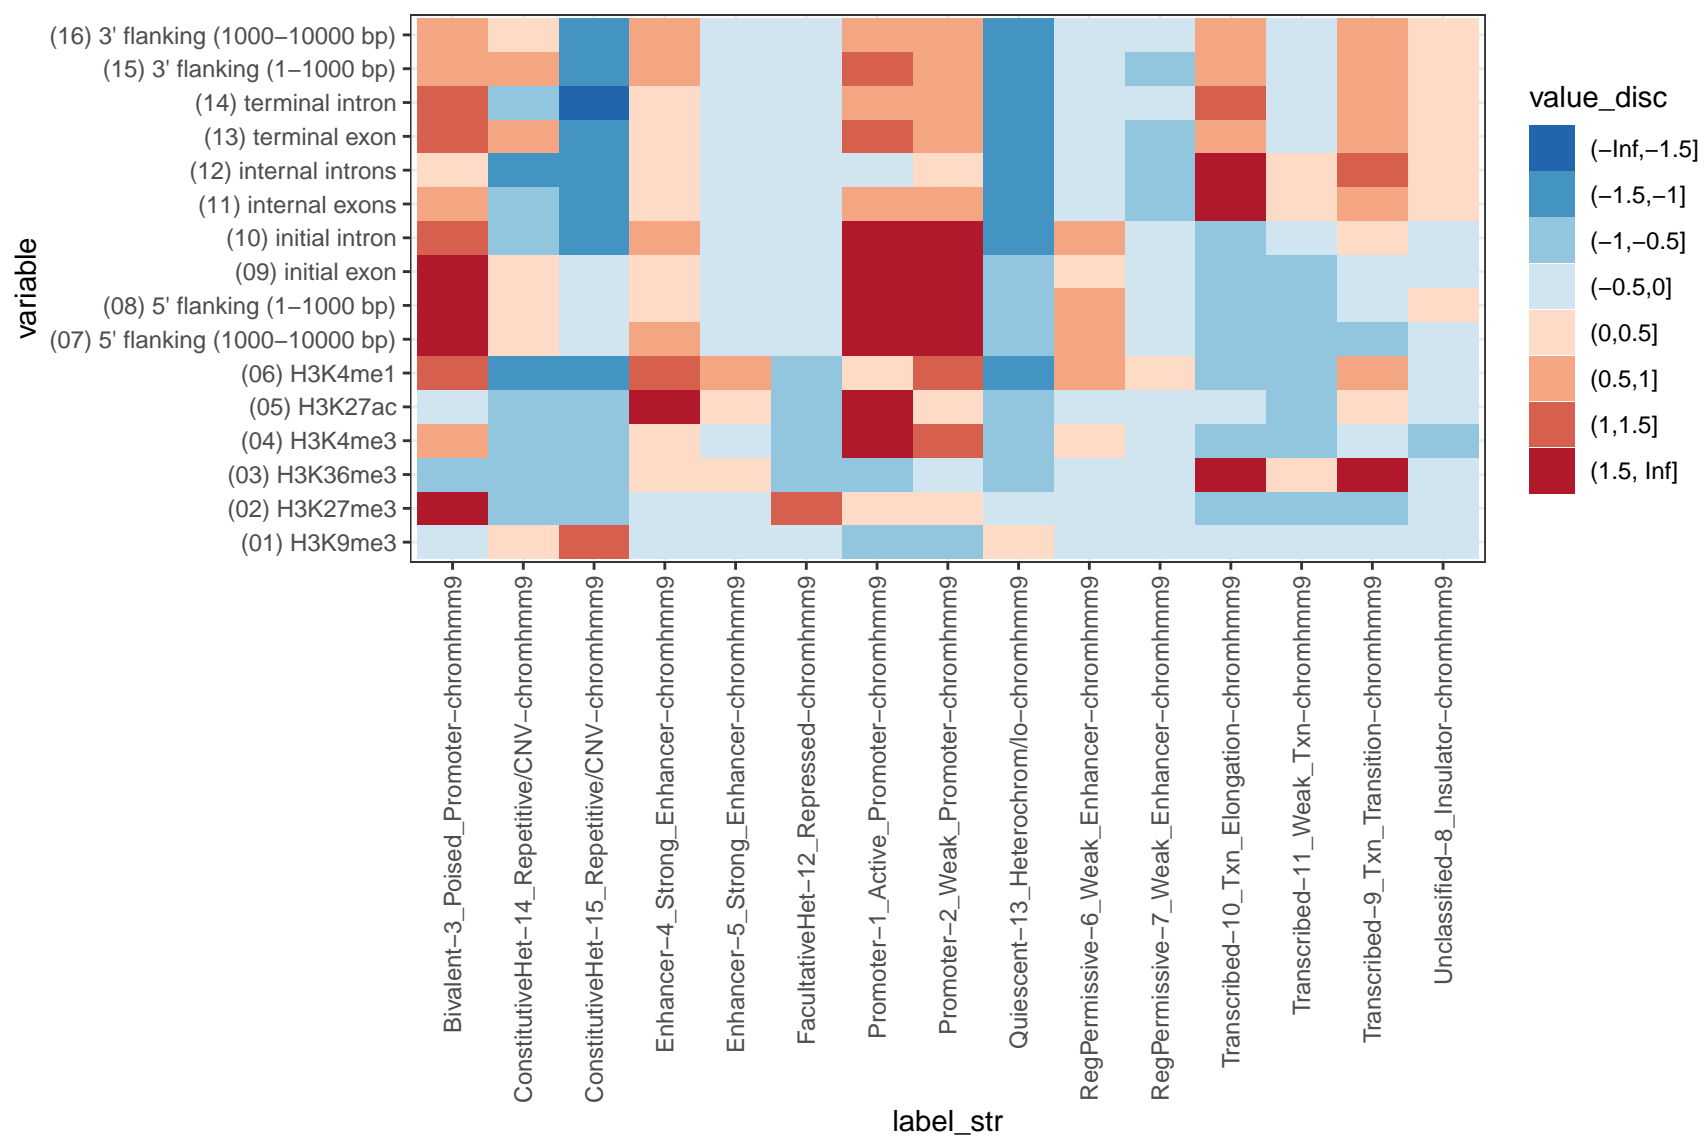 (16) 3' flanking (1000−10000 bp)
(15) 3' flanking (1−1000 bp)
(14) terminal intron
(13) terminal exon
(12) internal introns
(11) internal exons
(10) initial intron
(09) initial exon
(08) 5' flanking (1−1000 bp)
(07) 5' flanking (1000−10000 bp)
(06) H3K4me1
(05) H3K27ac
(04) H3K4me3
(03) H3K36me3
(02) H3K27me3
(01) H3K9me3
variable
Bivalent−3_Poised_Promoter−chromhmm9
ConstitutiveHet−14_Repetitive/CNV−chromhmm9
ConstitutiveHet−15_Repetitive/CNV−chromhmm9
Enhancer−4_Strong_Enhancer−chromhmm9
Enhancer−5_Strong_Enhancer−chromhmm9
FacultativeHet−12_Repressed−chromhmm9
Promoter−1_Active_Promoter−chromhmm9
Promoter−2_Weak_Promoter−chromhmm9
Quiescent−13_Heterochrom/lo−chromhmm9
RegPermissive−6_Weak_Enhancer−chromhmm9
RegPermissive−7_Weak_Enhancer−chromhmm9
Transcribed−10_Txn_Elongation−chromhmm9
Transcribed−11_Weak_Txn−chromhmm9
Transcribed−9_Txn_Transition−chromhmm9
Unclassified−8_Insulator−chromhmm9
label_str
value_disc
(−Inf,−1.5]
(−1.5,−1]
(−1,−0.5]
(−0.5,0]
(0,0.5]
(0.5,1]
(1,1.5]
(1.5, Inf]